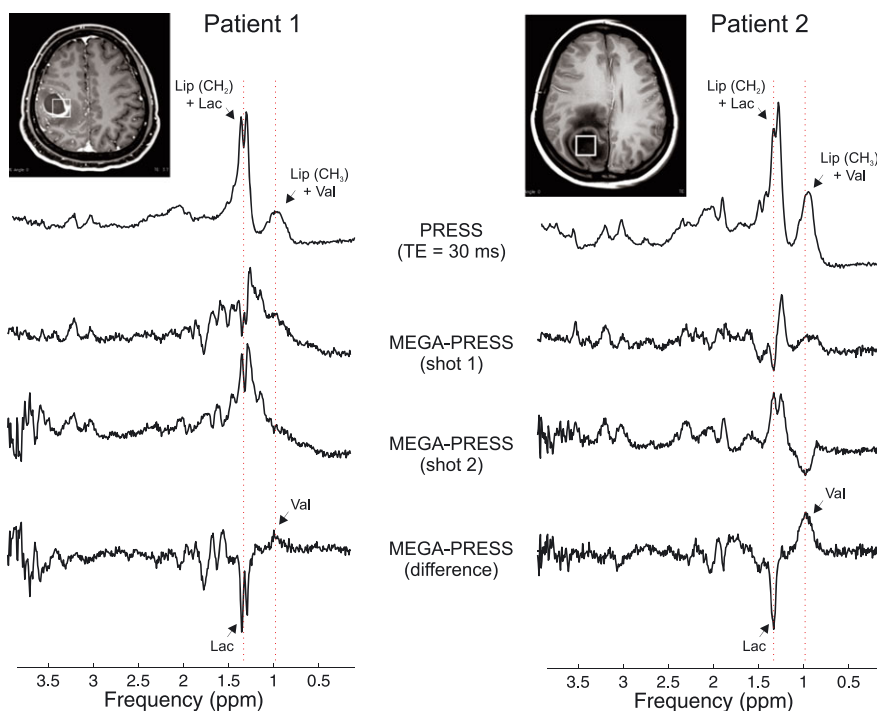 Patient 1
Patient 2
Lip (CH₂)
+ Lac
Lip (CH₃)
+ Val
Lip (CH₂)
+ Lac
Lip (CH₃)
+ Val
PRESS
(TE = 30 ms)
MEGA-PRESS
(shot 1)
MEGA-PRESS
(shot 2)
Val
Val
MEGA-PRESS
(difference)
Lac
Lac
3.5 3 2.5 2 1.5 1 0.5
Frequency (ppm)
3.5 3 2.5 2 1.5 1 0.5
Frequency (ppm)